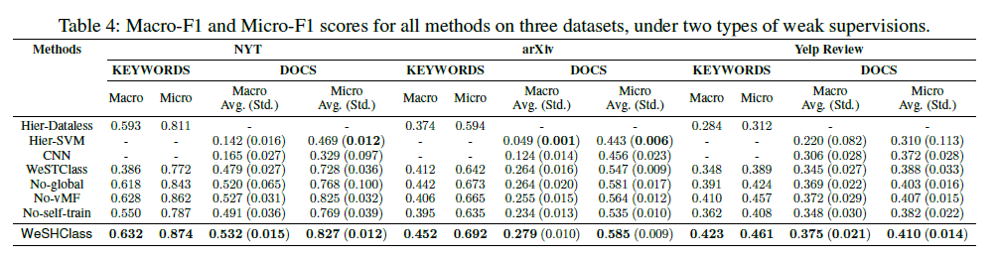 Table 4: Macro-F1 and Micro-F1 scores for all methods on three datasets, under two types of weak supervisions.
Methods NYT arXiv Yelp Review
KEYWORDS DOCS KEYWORDS DOCS KEYWORDS DOCS
Macro Micro Macro Avg. (Std.) Micro Avg. (Std.) Macro Micro Macro Avg. (Std.) Micro Avg. (Std.) Macro Micro Macro Avg. (Std.) Micro Avg. (Std.)
Hier-Dataless 0.593 0.811 - - 0.374 0.594 - - 0.284 0.312 - -
Hier-SVM - - 0.142 (0.016) 0.469 (0.012) - - 0.049 (0.001) 0.443 (0.006) - - 0.220 (0.082) 0.310 (0.113)
CNN - - 0.165 (0.027) 0.329 (0.097) - - 0.124 (0.014) 0.456 (0.023) - - 0.306 (0.028) 0.372 (0.028)
WeSTClass 0.386 0.772 0.479 (0.027) 0.728 (0.036) 0.412 0.642 0.264 (0.016) 0.547 (0.009) 0.348 0.389 0.345 (0.027) 0.388 (0.033)
No-global 0.618 0.843 0.520 (0.065) 0.768 (0.100) 0.442 0.673 0.264 (0.020) 0.581 (0.017) 0.391 0.424 0.369 (0.022) 0.403 (0.016)
No-vMF 0.628 0.862 0.527 (0.031) 0.825 (0.032) 0.406 0.665 0.255 (0.015) 0.564 (0.012) 0.410 0.457 0.372 (0.029) 0.407 (0.015)
No-self-train 0.550 0.787 0.491 (0.036) 0.769 (0.039) 0.395 0.635 0.234 (0.013) 0.535 (0.010) 0.362 0.408 0.348 (0.030) 0.382 (0.022)
WeSHClass 0.632 0.874 0.532 (0.015) 0.827 (0.012) 0.452 0.692 0.279 (0.010) 0.585 (0.009) 0.423 0.461 0.375 (0.021) 0.410 (0.014)